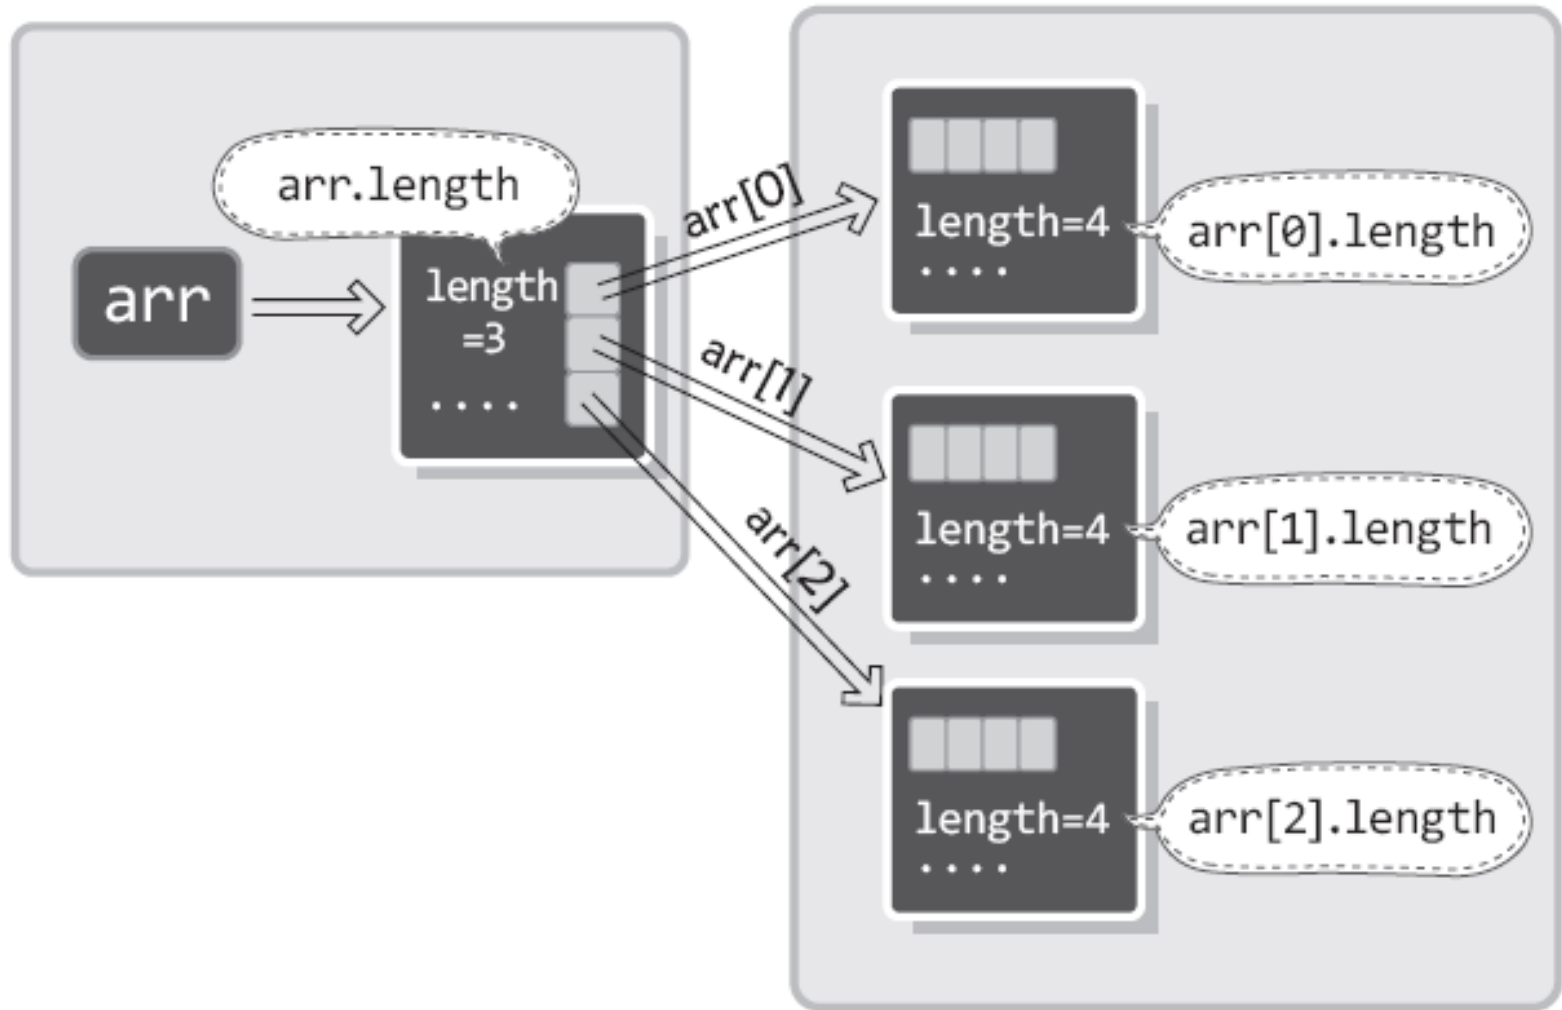 arr.length
arr
length
=3
....
arr[0]
arr[1]
arr[2]
length=4
....
arr[0].length
length=4
....
arr[1].length
length=4
....
arr[2].length